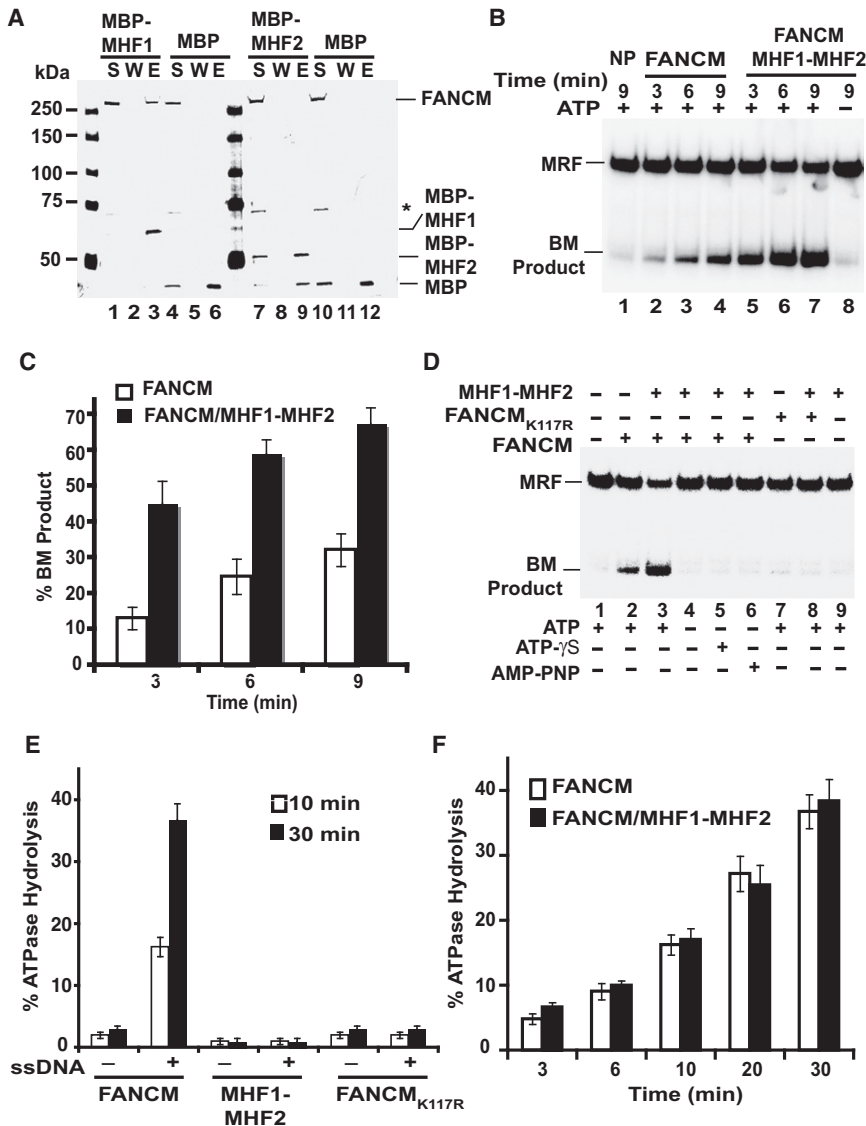 A
MBP-
MHF1
MBP
MBP-
MHF2
MBP
kDa
S W E S W E S W E S W E
250
150
100
75
50
FANCM
*
MBP-
MHF1
MBP-
MHF2
MBP
1 2 3 4 5 6 7 8 9 10 11 12
B
FANCM
NP FANCM MHF1-MHF2
Time (min) 9 3 6 9 3 6 9 9
ATP + + + + + + + –
MRF
BM
Product
1 2 3 4 5 6 7 8
C
FANCM
FANCM/MHF1-MHF2
% BM Product
70
60
50
40
30
20
10
0
3 6 9
Time (min)
D
MHF1-MHF2 – – + + + + – + +
FANCM K117R – – – – – – + + –
FANCM – + + + + + – – –
MRF
BM
Product
1 2 3 4 5 6 7 8 9
ATP + + + – – – + + +
ATP-γS – – – – + – – – –
AMP-PNP – – – – – + – – –
E
% ATPase Hydrolysis
40
30
20
10
0
10 min
30 min
ssDNA – + – + – +
FANCM MHF1-MHF2 FANCM K117R
F
% ATPase Hydrolysis
40
30
20
10
0
FANCM
FANCM/MHF1-MHF2
3 6 10 20 30
Time (min)